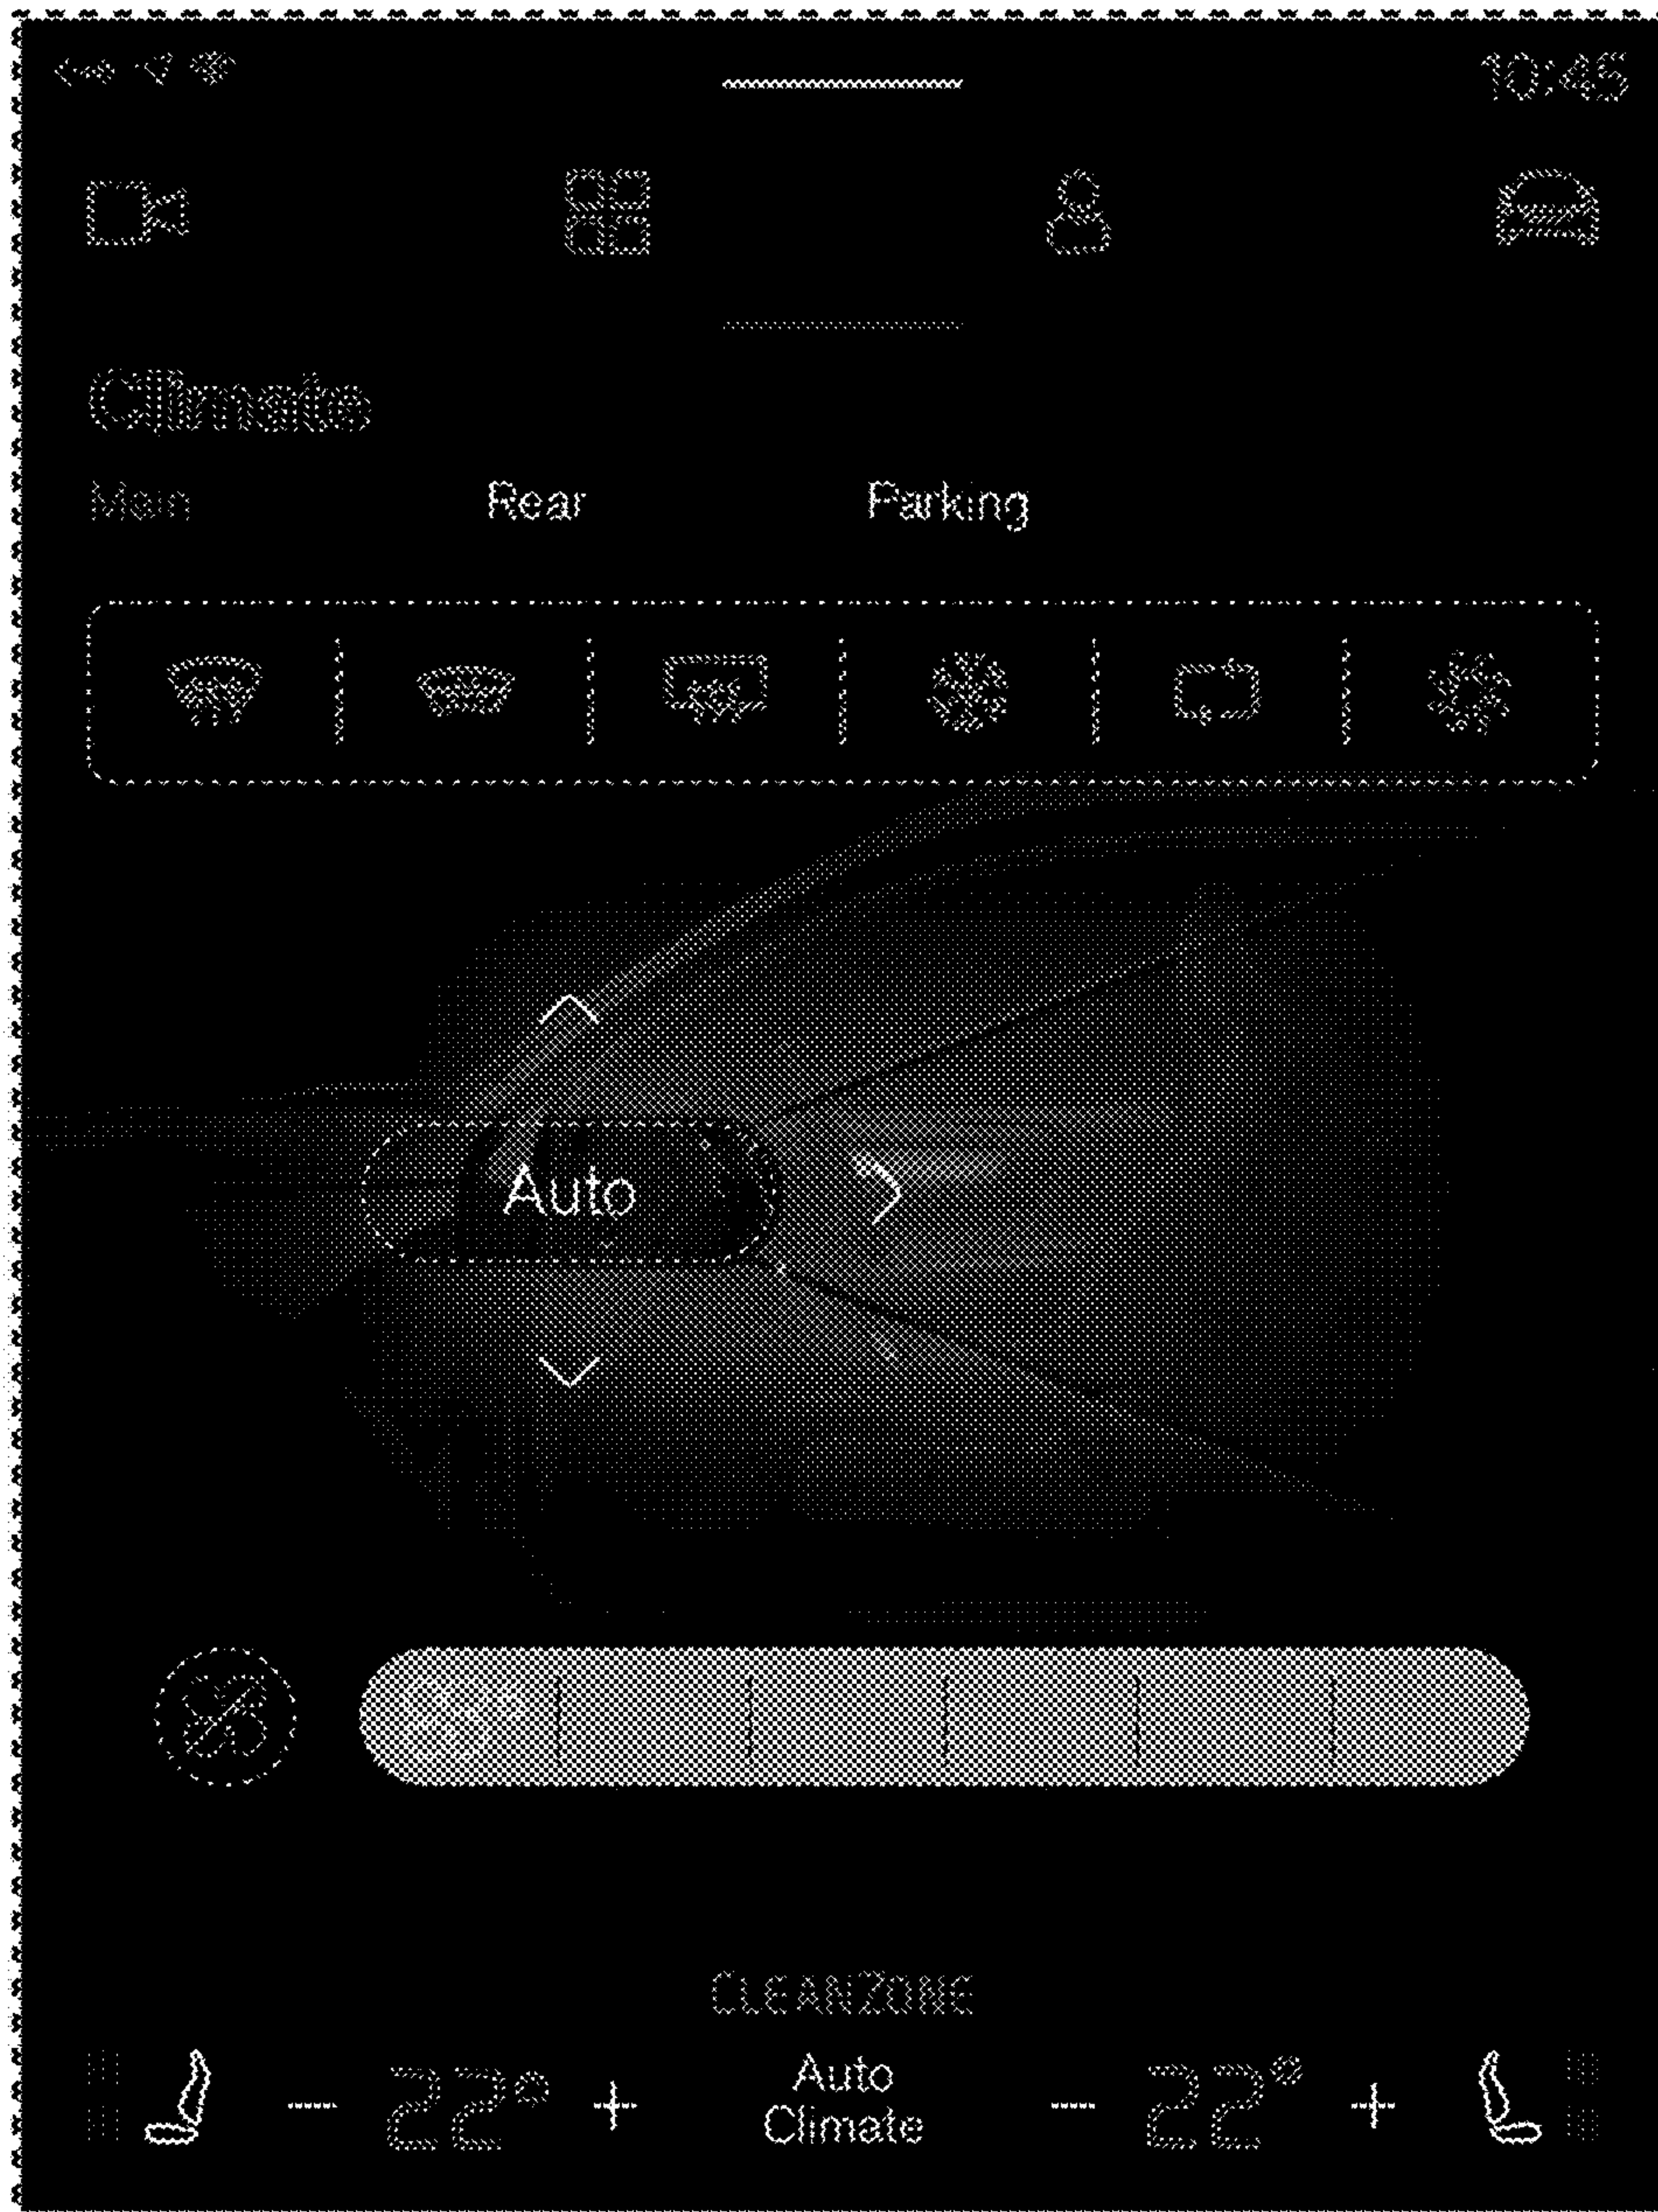 10:45
Climate
Main Rear Parking
Auto
CLEANZONE
22° Auto Climate 22°